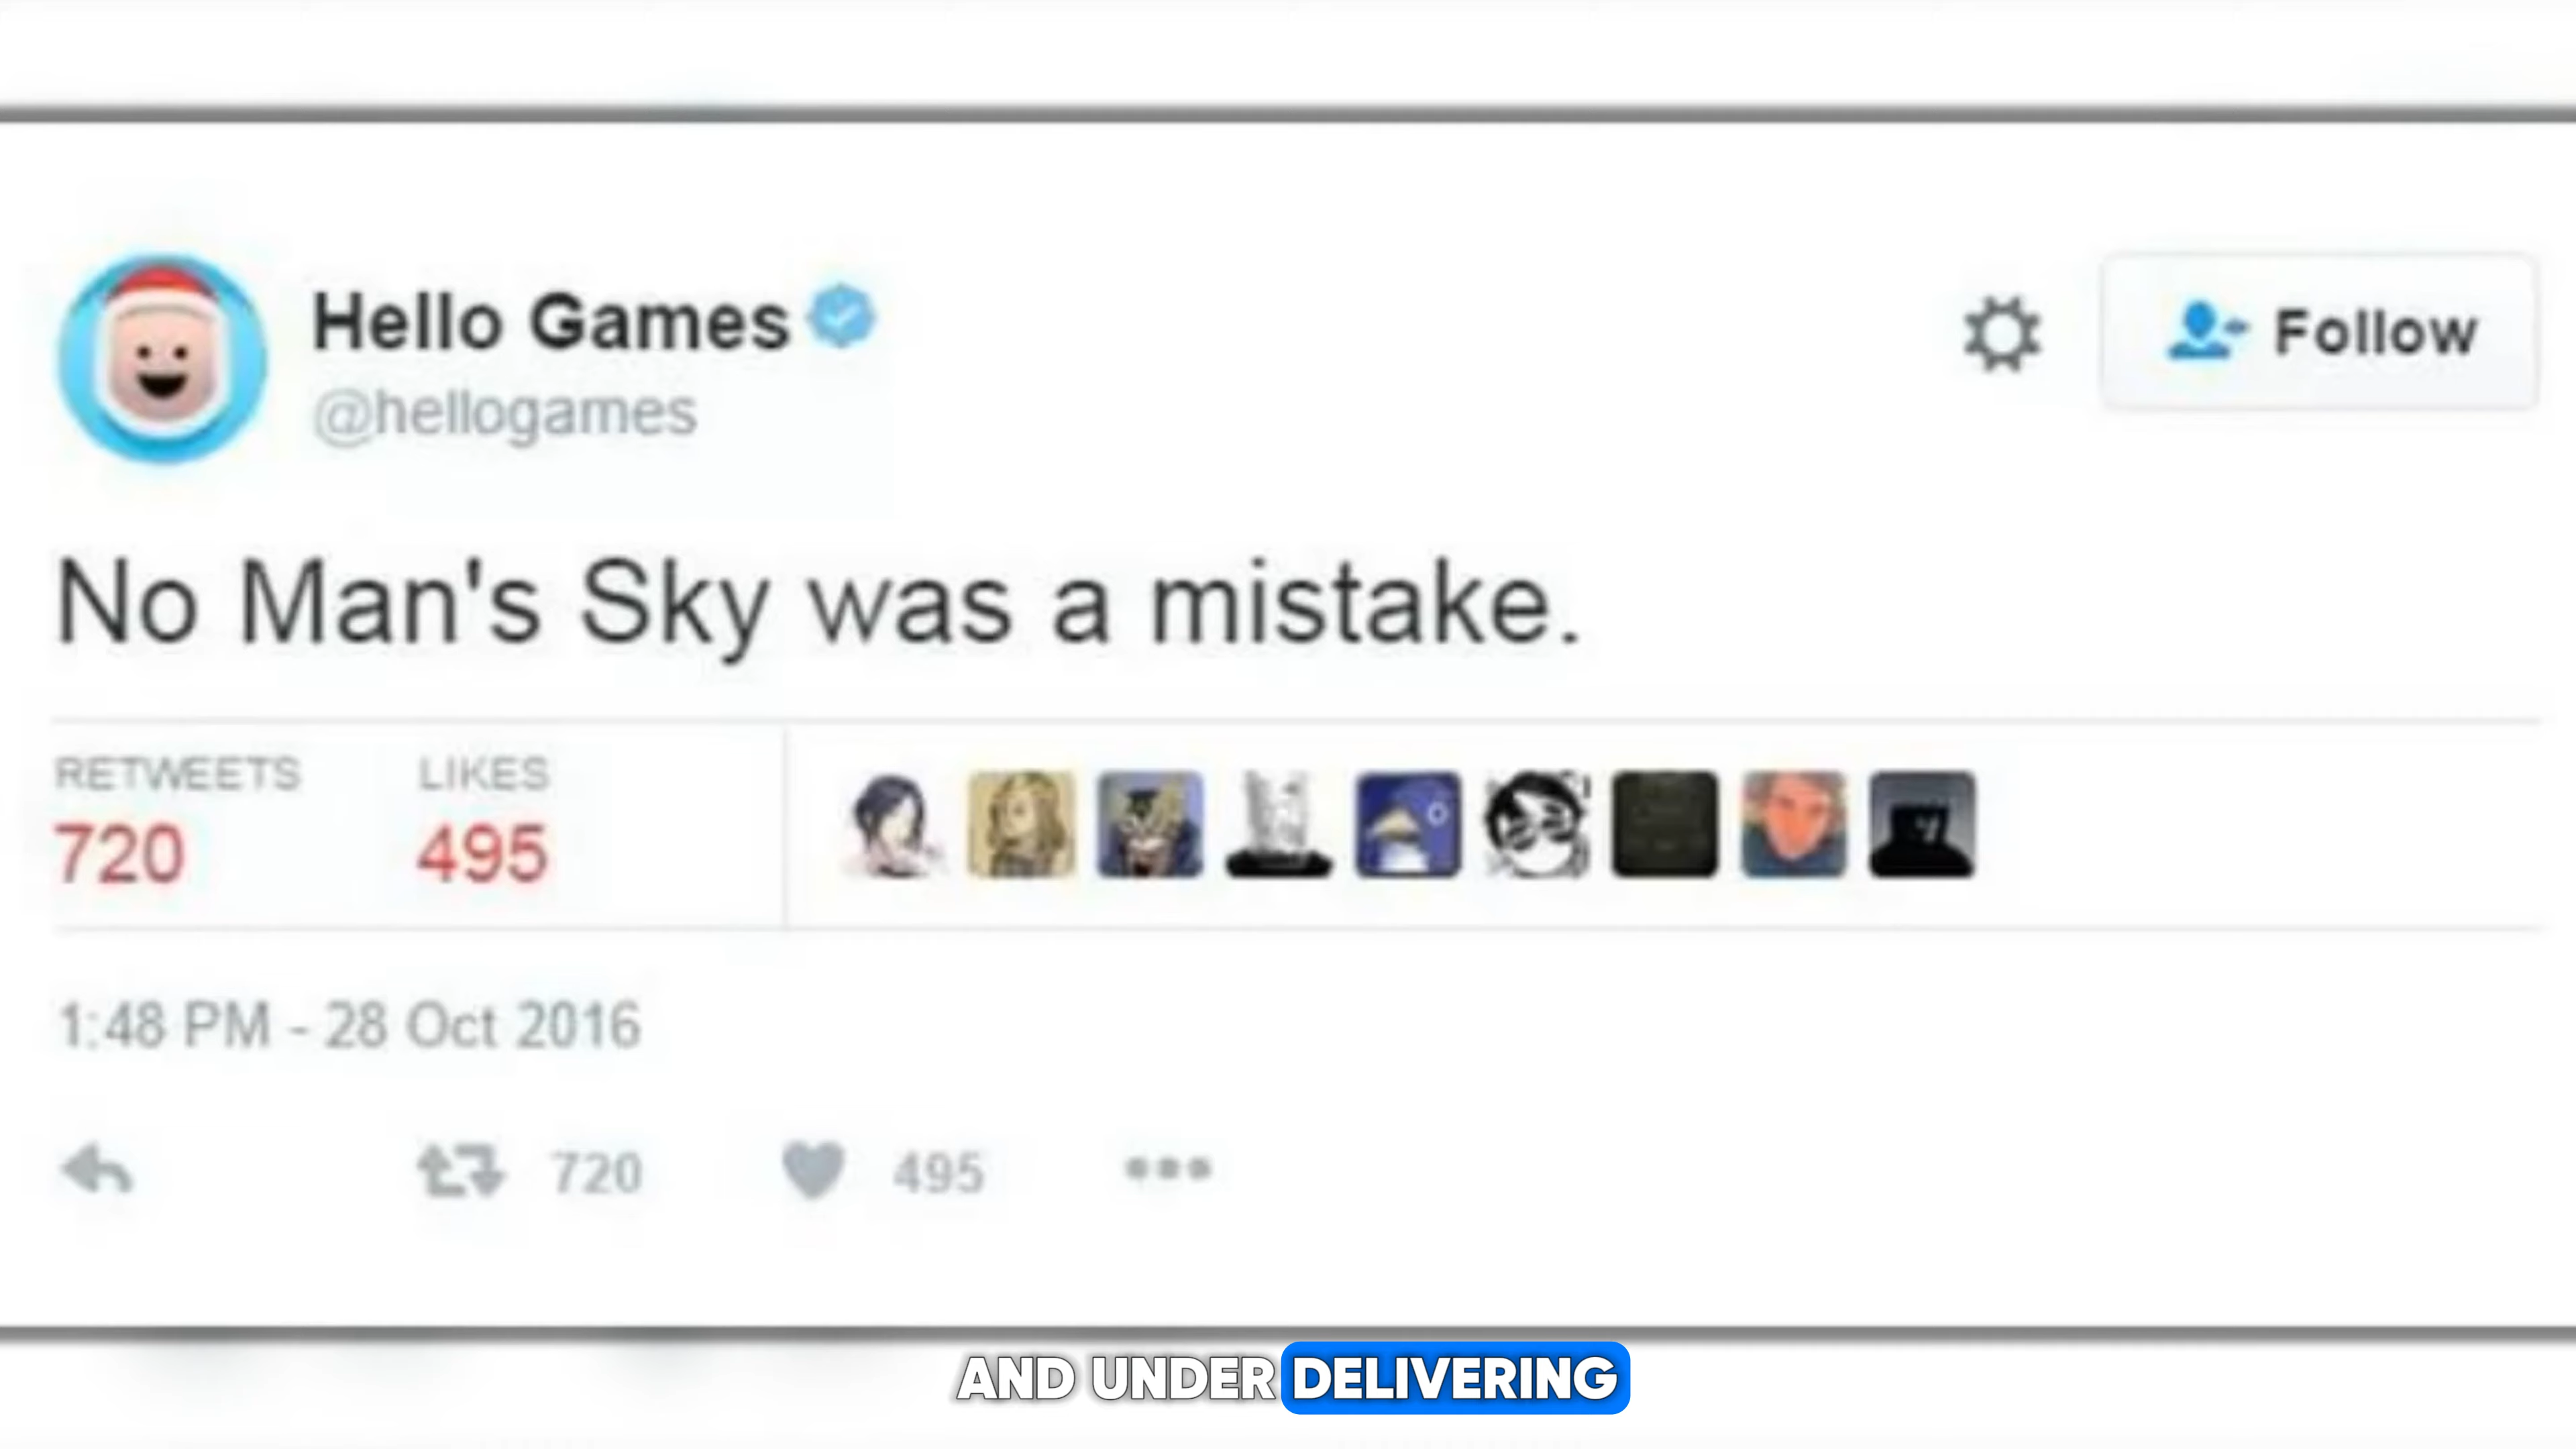 Hello Games
@hellogames
Follow
No Man's Sky was a mistake.
RETWEETS LIKES
720 495
1:48 PM - 28 Oct 2016
720 495
AND UNDER DELIVERING